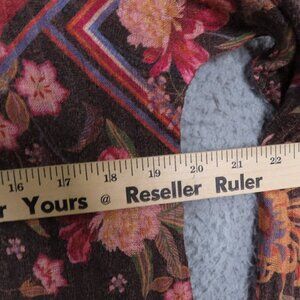 16 17 18 19 20 21 22
r Yours @ Reseller Ruler